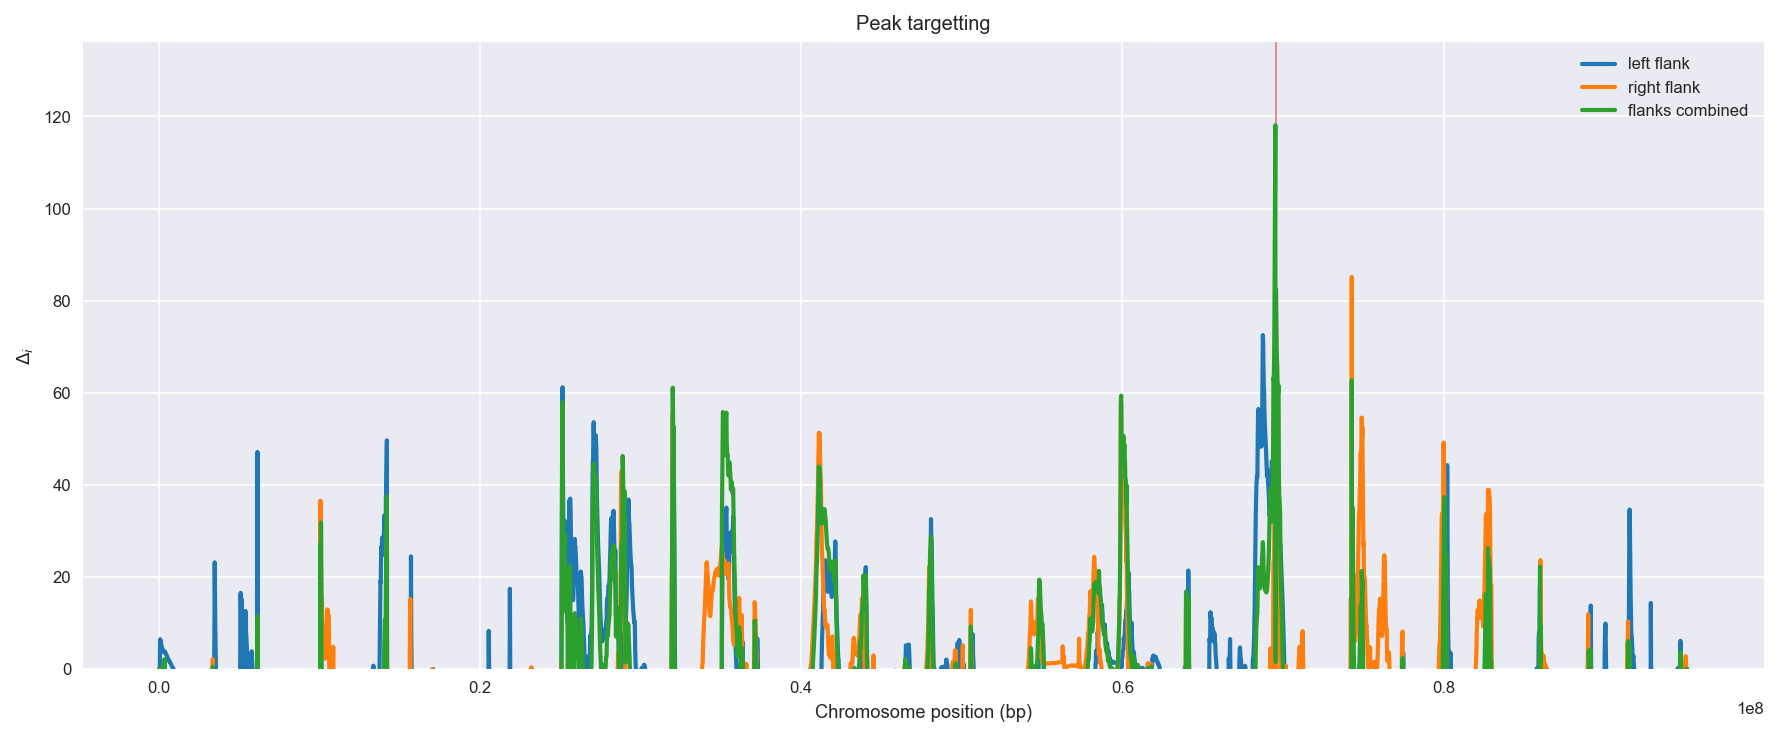 Peak targetting
left flank
right flank
flanks combined
120
100
80
60
40
20
0
Δi
0.0
0.2
0.4
0.6
0.8
1e8
Chromosome position (bp)